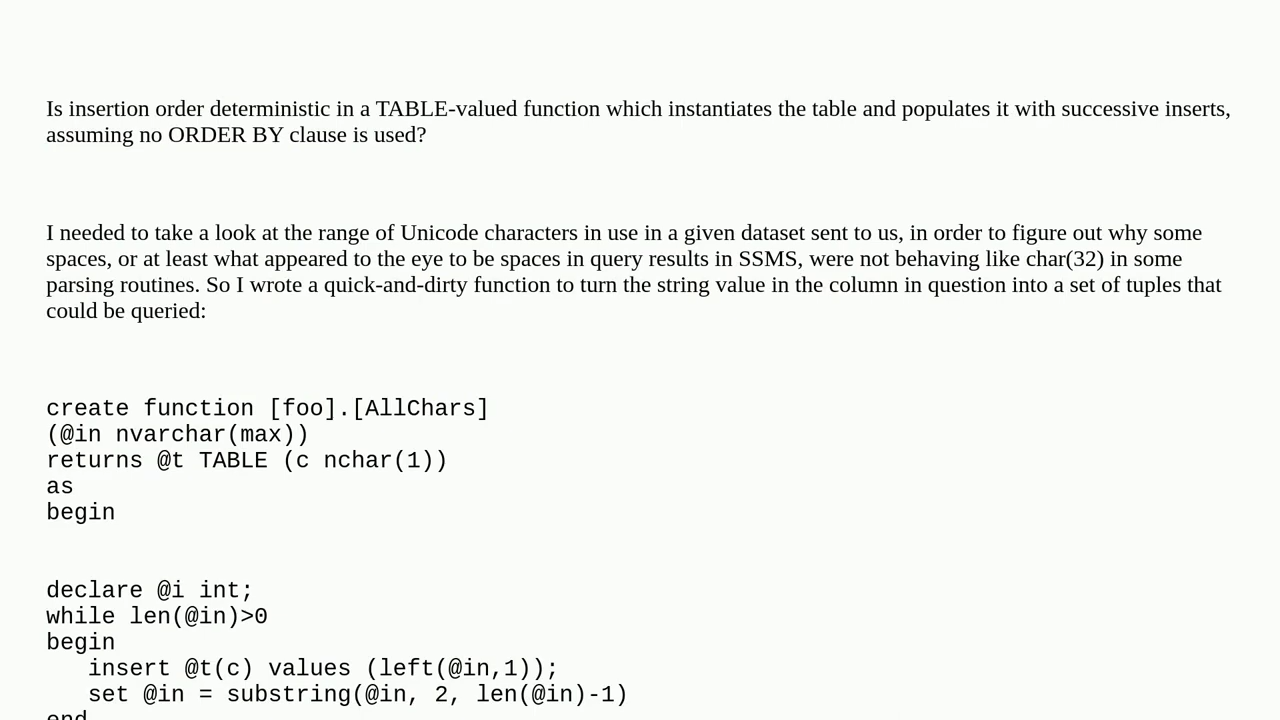 Is insertion order deterministic in a TABLE-valued function which instantiates the table and populates it with successive inserts,
assuming no ORDER BY clause is used?
I needed to take a look at the range of Unicode characters in use in a given dataset sent to us, in order to figure out why some
spaces, or at least what appeared to the eye to be spaces in query results in SSMS, were not behaving like char(32) in some
parsing routines. So I wrote a quick-and-dirty function to turn the string value in the column in question into a set of tuples that
could be queried:
create function [foo].[AllChars]
(@in nvarchar(max))
returns @t TABLE (c nchar(1))
as
begin
declare @i int;
while len(@in)>0
begin
   insert @t(c) values (left(@in,1));
   set @in = substring(@in, 2, len(@in)-1)
end